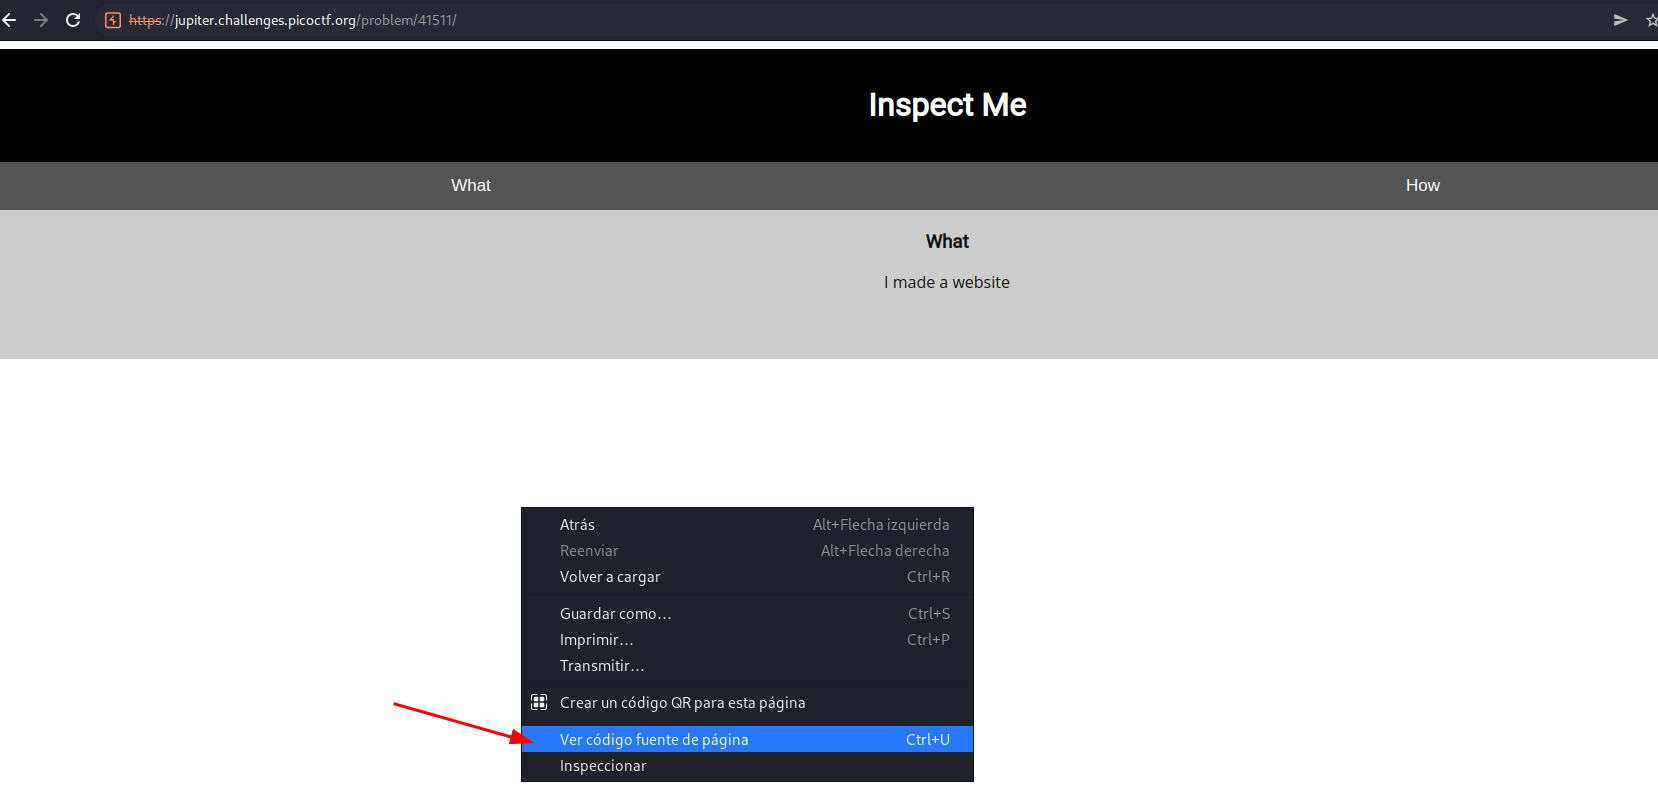 https://jupiter.challenges.picoctf.org/problem/41511/
Inspect Me
What How
What
I made a website
Atrás Alt+Flecha izquierda
Reenviar Alt+Flecha derecha
Volver a cargar Ctrl+R
Guardar como... Ctrl+S
Imprimir... Ctrl+P
Transmitir...
Crear un código QR para esta página
Ver código fuente de página Ctrl+U
Inspeccionar